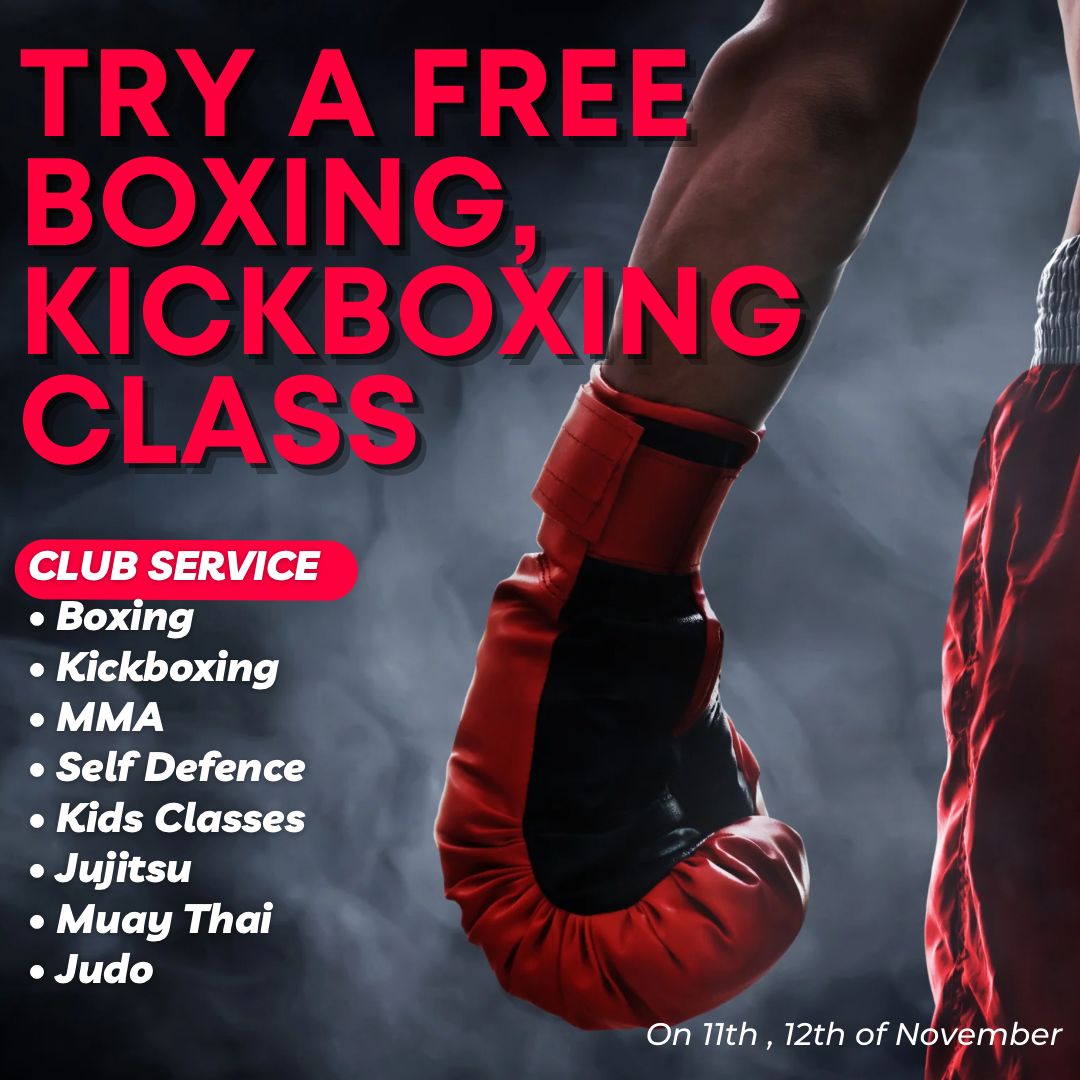 TRY A FREE
BOXING,
KICKBOXING
CLASS
CLUB SERVICE
• Boxing
• Kickboxing
• MMA
• Self Defence
• Kids Classes
• Jujitsu
• Muay Thai
• Judo
On 11th , 12th of November